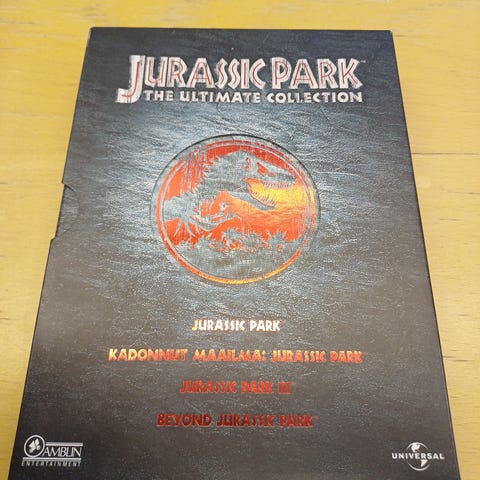 JURASSIC PARK™
THE ULTIMATE COLLECTION
JURASSIC PARK
KADONNUT MAAILMA: JURASSIC PARK
JURASSIC PARK III
BEYOND JURASSIC PARK
AMBLIN
ENTERTAINMENT
UNIVERSAL